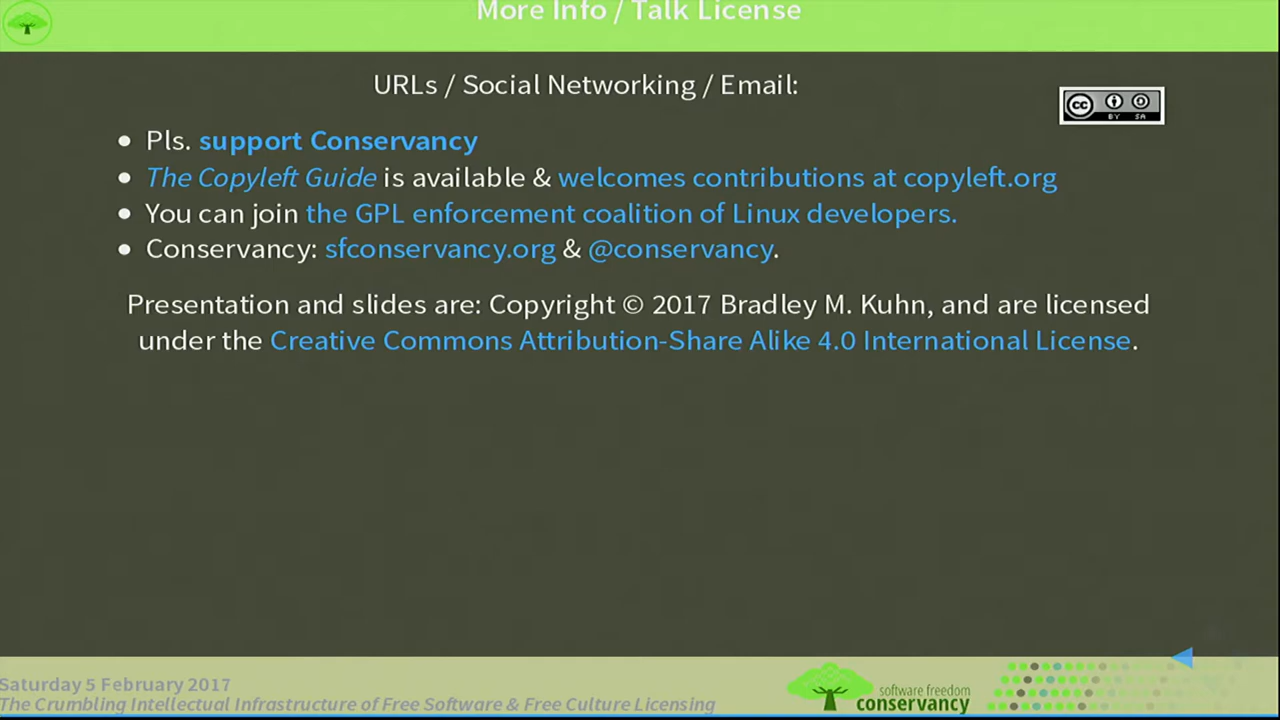 More Info / Talk License
URLs / Social Networking / Email:
cc BY SA
• Pls. support Conservancy
• The Copyleft Guide is available & welcomes contributions at copyleft.org
• You can join the GPL enforcement coalition of Linux developers.
• Conservancy: sfconservancy.org & @conservancy.
Presentation and slides are: Copyright © 2017 Bradley M. Kuhn, and are licensed
under the Creative Commons Attribution-Share Alike 4.0 International License.
Saturday 5 February 2017
The Crumbling Intellectual Infrastructure of Free Software & Free Culture Licensing
software freedom
conservancy